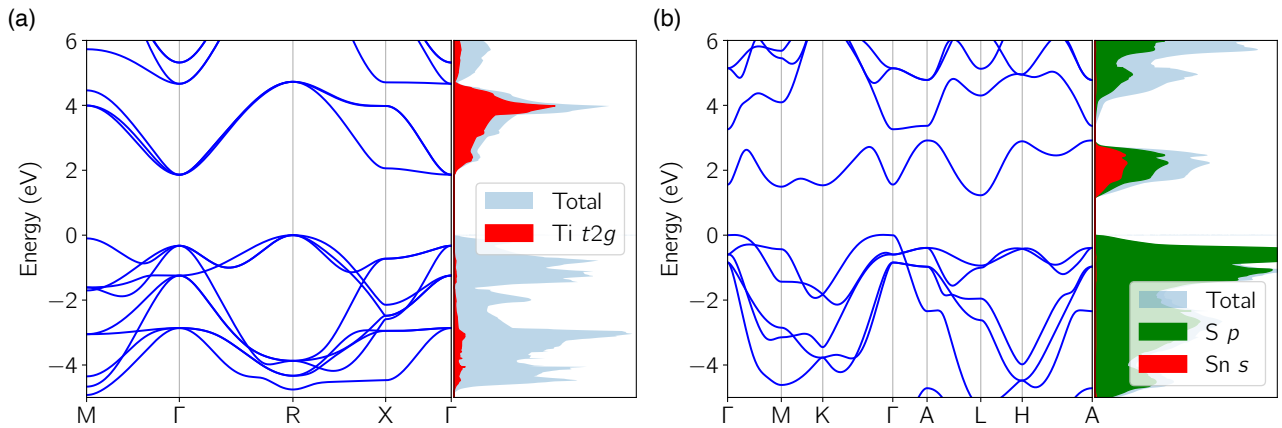 (a)
Energy (eV)
6
4
2
0
−2
−4
M Γ R X Γ
Total
Ti t2g
(b)
Energy (eV)
6
4
2
0
−2
−4
Γ M K Γ A L H A
Total
S p
Sn s